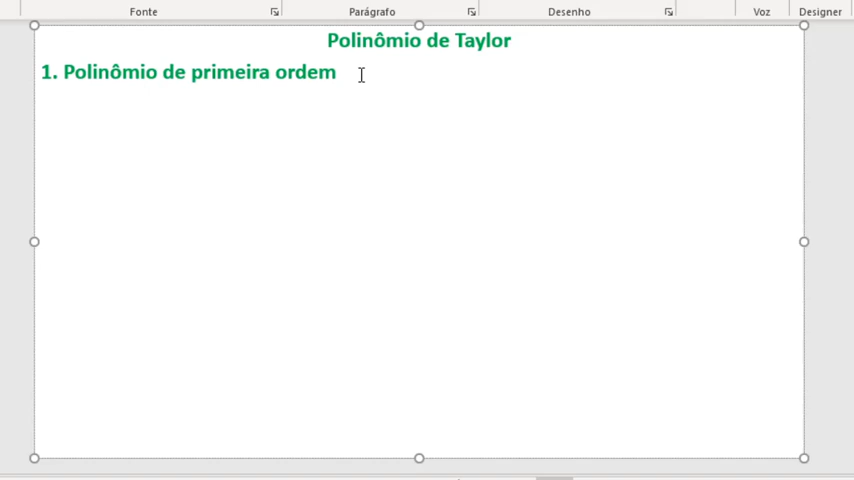 Fonte Parágrafo Desenho Voz Designer
Polinômio de Taylor
1. Polinômio de primeira ordem